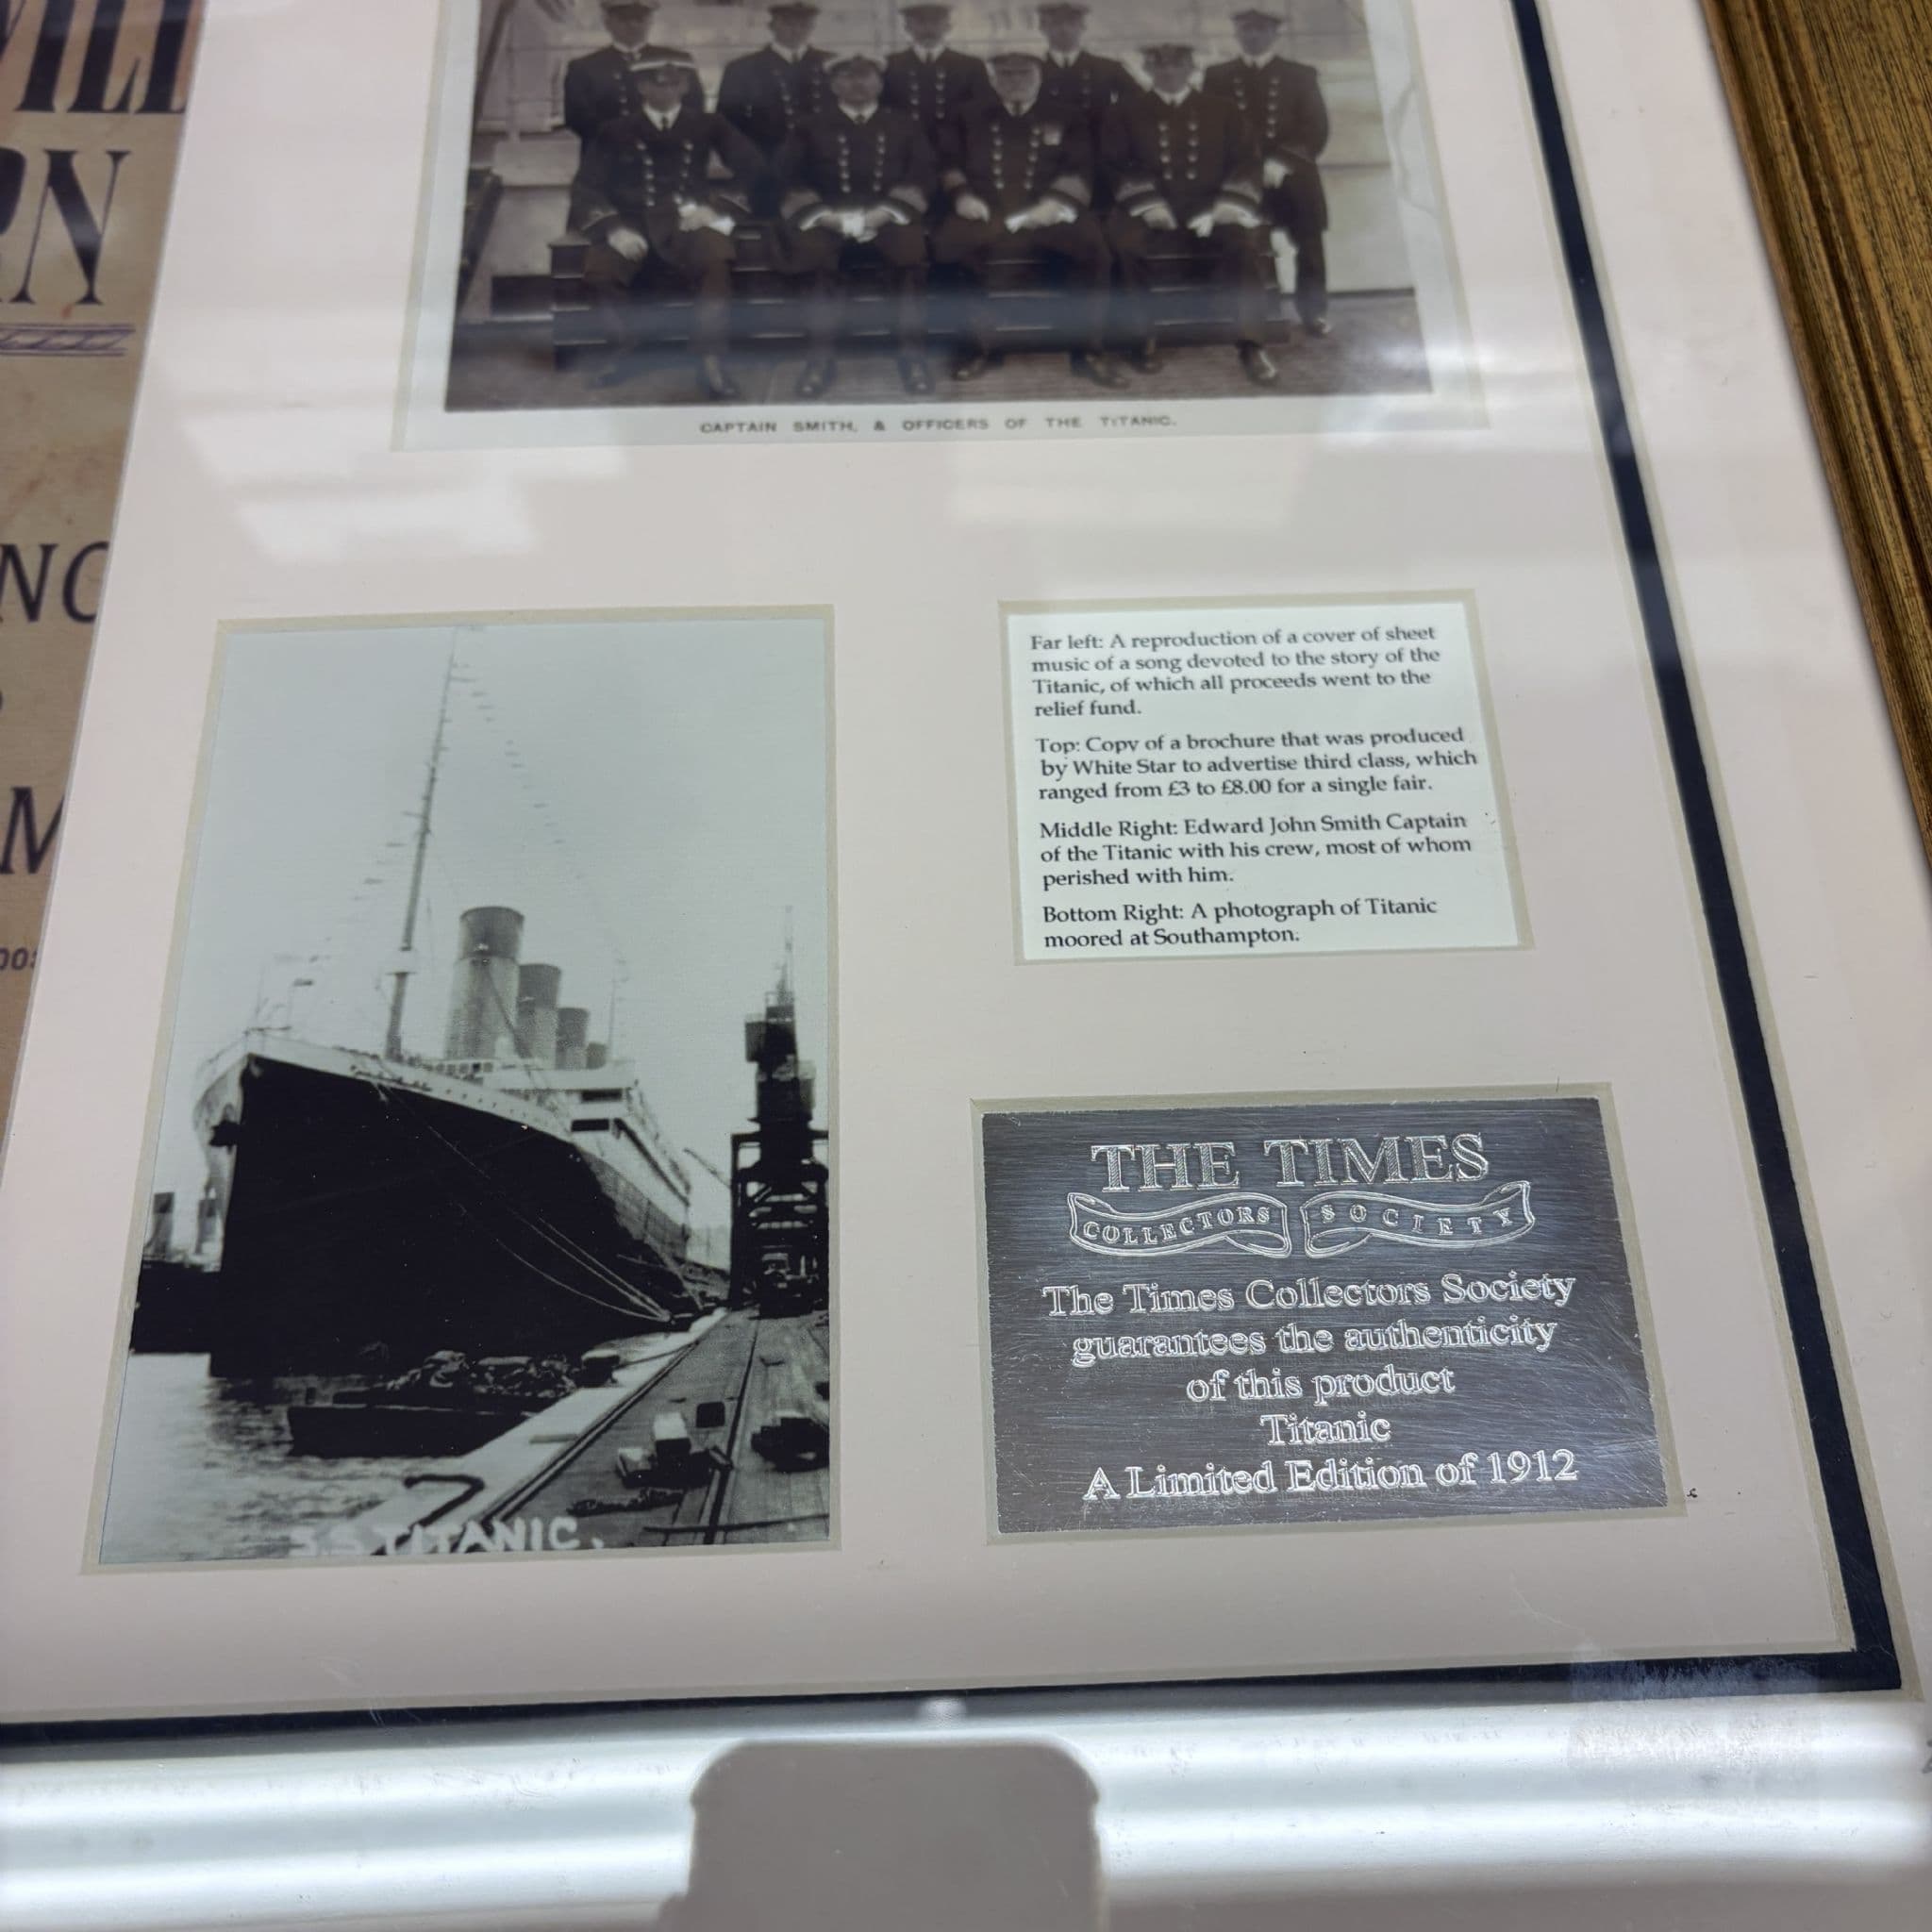 CAPTAIN SMITH, & OFFICERS OF THE TITANIC.
Far left: A reproduction of a cover of sheet
music of a song devoted to the story of the
Titanic, of which all proceeds went to the
relief fund.
Top: Copy of a brochure that was produced
by White Star to advertise third class, which
ranged from £3 to £8.00 for a single fair.
Middle Right: Edward John Smith Captain
of the Titanic with his crew, most of whom
perished with him.
Bottom Right: A photograph of Titanic
moored at Southampton.
S.S TITANIC.
THE TIMES
COLLECTORS SOCIETY
The Times Collectors Society
guarantees the authenticity
of this product
Titanic
A Limited Edition of 1912